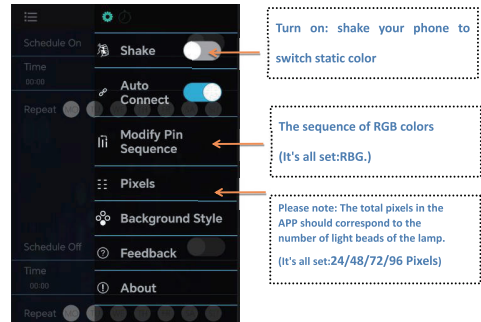 Schedule On
Time
00:00
Repeat
Shake
Auto
Connect
Modify Pin
Sequence
Pixels
Background Style
Schedule Off
Feedback
Time
00:00
About
Repeat
Turn on: shake your phone to
switch static color
The sequence of RGB colors
(It's all set:RBG.)
Please note: The total pixels in the
APP should correspond to the
number of light beads of the lamp.
(It's all set:24/48/72/96 Pixels)